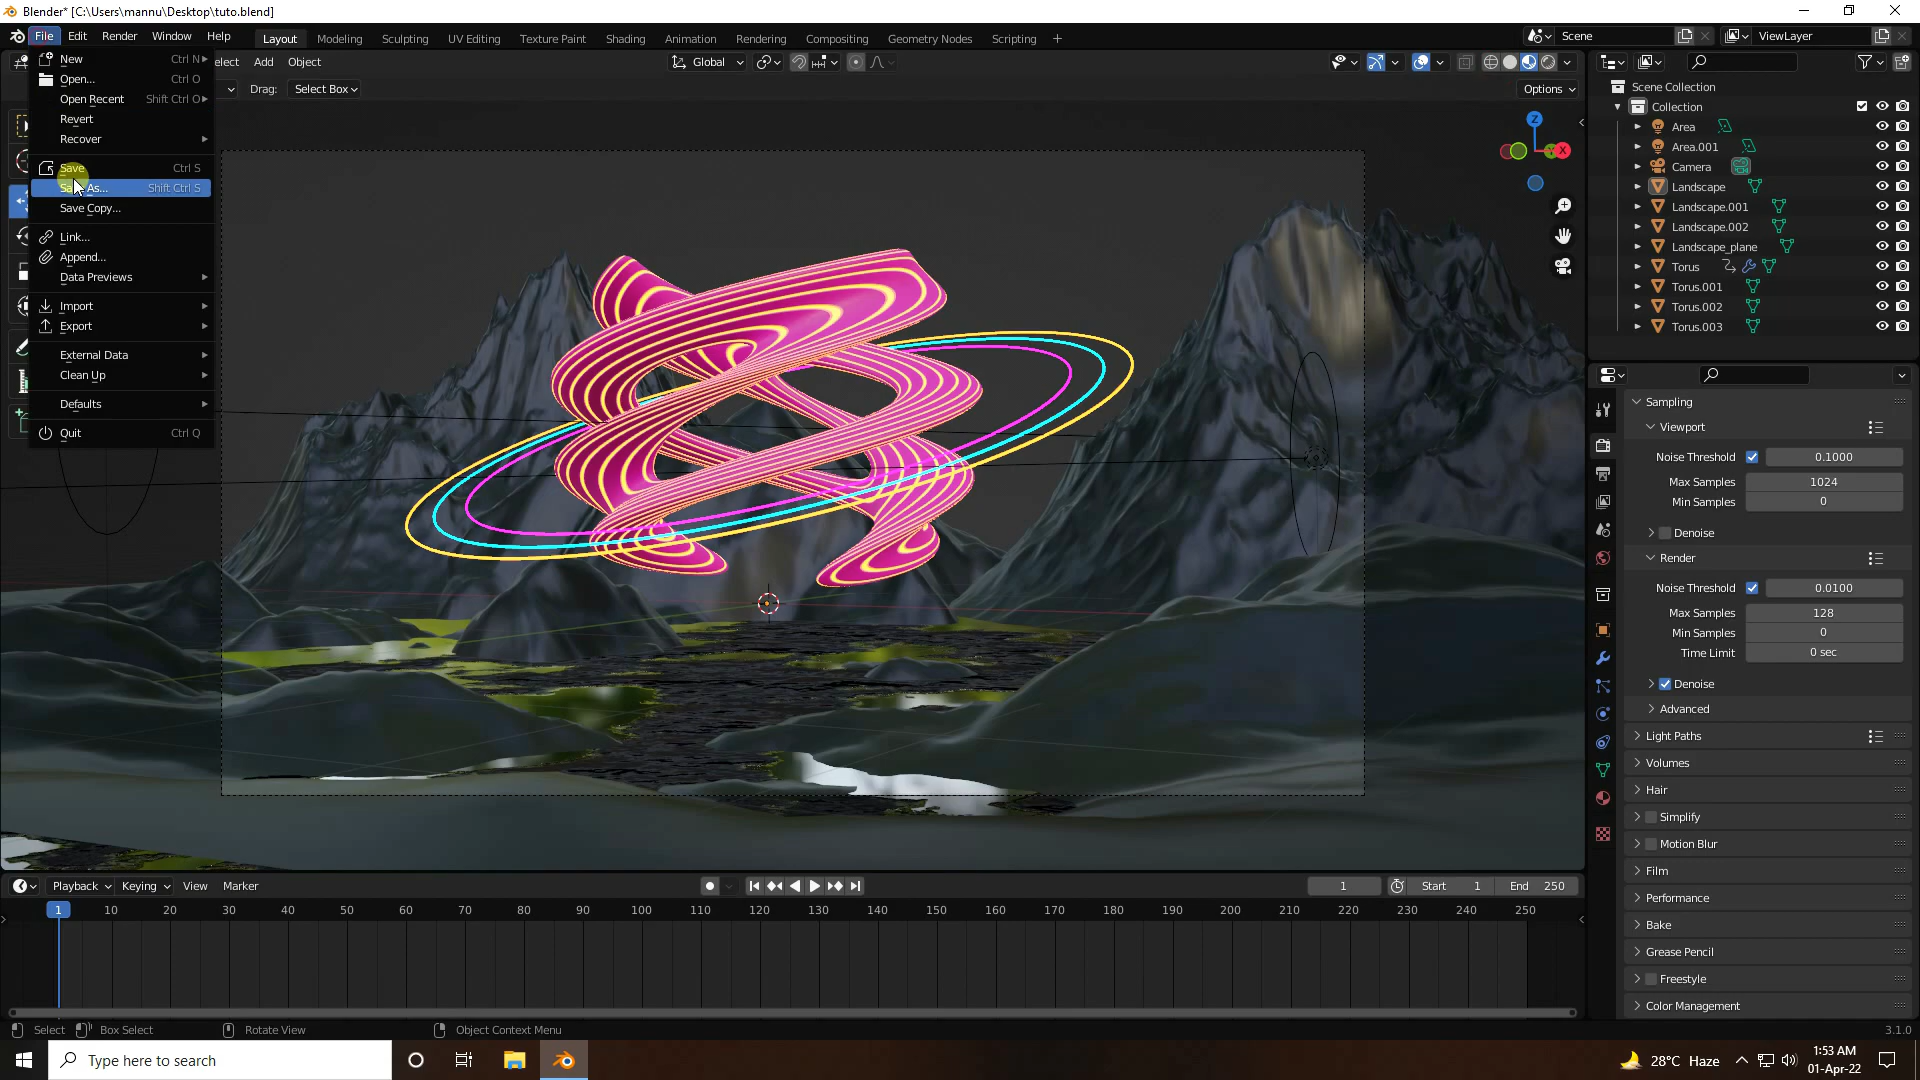 Blender* [C:\Users\mannu\Desktop\tuto.blend]
File Edit Render Window Help Layout Modeling Sculpting UV Editing Texture Paint Shading Animation Rendering Compositing Geometry Nodes Scripting + Scene ViewLayer
elect Add Object Global
Drag: Select Box Options
New Ctrl N
Open... Ctrl O
Open Recent Shift Ctrl O
Revert
Recover
Save Ctrl S
As... Shift Ctrl S
Save Copy...
Link...
Append...
Data Previews
Import
Export
External Data
Clean Up
Defaults
Quit Ctrl Q
Z
X
Scene Collection
Collection
Area
Area.001
Camera
Landscape
Landscape.001
Landscape.002
Landscape_plane
Torus
Torus.001
Torus.002
Torus.003
Sampling
Viewport
Noise Threshold 0.1000
Max Samples 1024
Min Samples 0
Denoise
Render
Noise Threshold 0.0100
Max Samples 128
Min Samples 0
Time Limit 0 sec
Denoise
Advanced
Light Paths
Volumes
Hair
Simplify
Motion Blur
Film
Performance
Bake
Grease Pencil
Freestyle
Color Management
Playback Keying View Marker 1 Start 1 End 250
1 10 20 30 40 50 60 70 80 90 100 110 120 130 140 150 160 170 180 190 200 210 220 230 240 250
Select Box Select Rotate View Object Context Menu 3.1.0
Type here to search 28°C Haze 1:53 AM
01-Apr-22